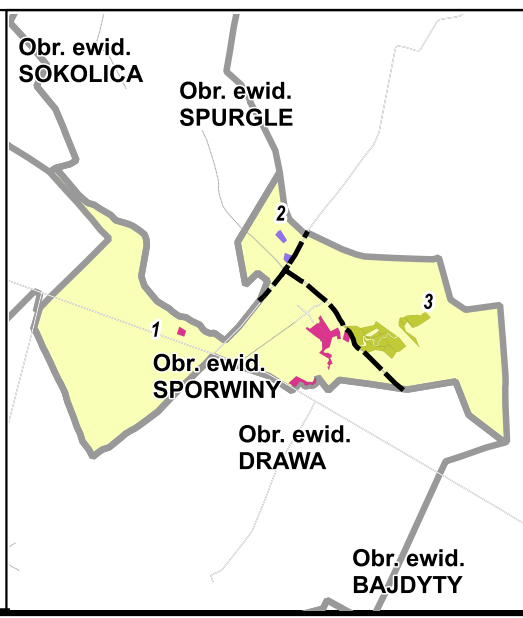 Obr. ewid.
SOKOLICA
Obr. ewid.
SPURGLE
2
3
1
Obr. ewid.
SPORWINY
Obr. ewid.
DRAWA
Obr. ewid.
BAJDYTY